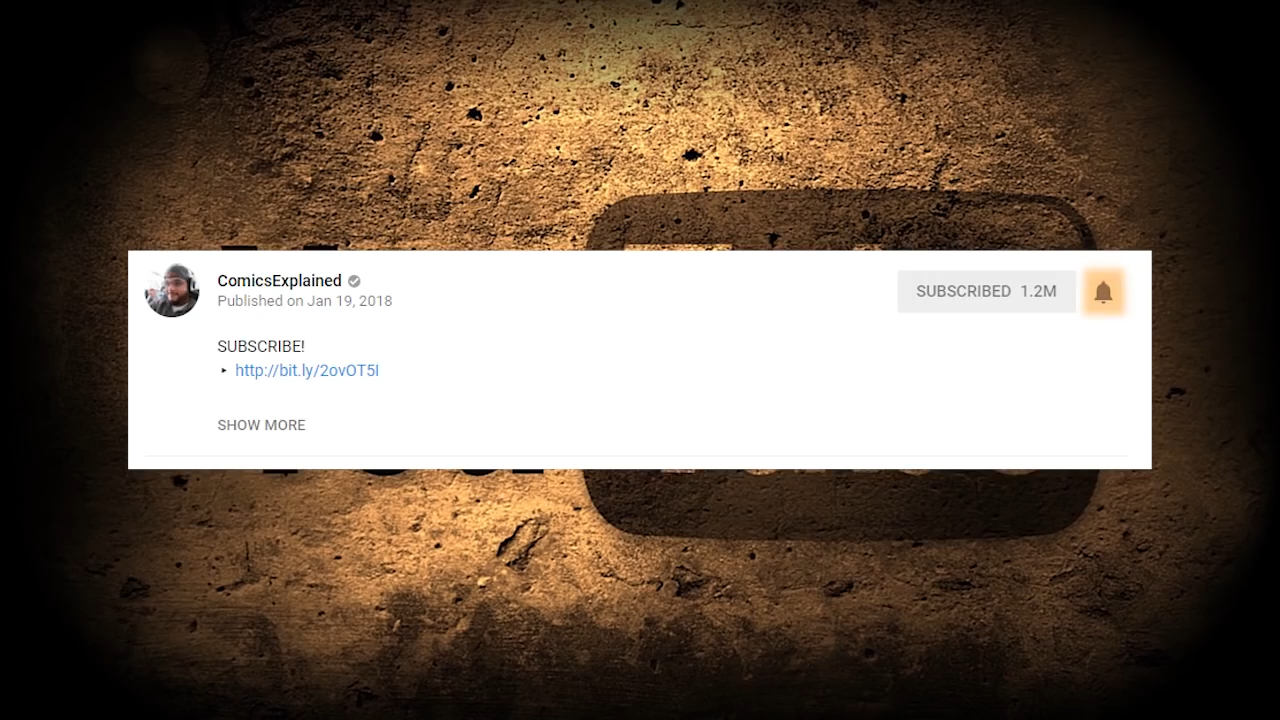 ComicsExplained
Published on Jan 19, 2018
SUBSCRIBED 1.2M
SUBSCRIBE!
‣ http://bit.ly/2ovOT5I
SHOW MORE